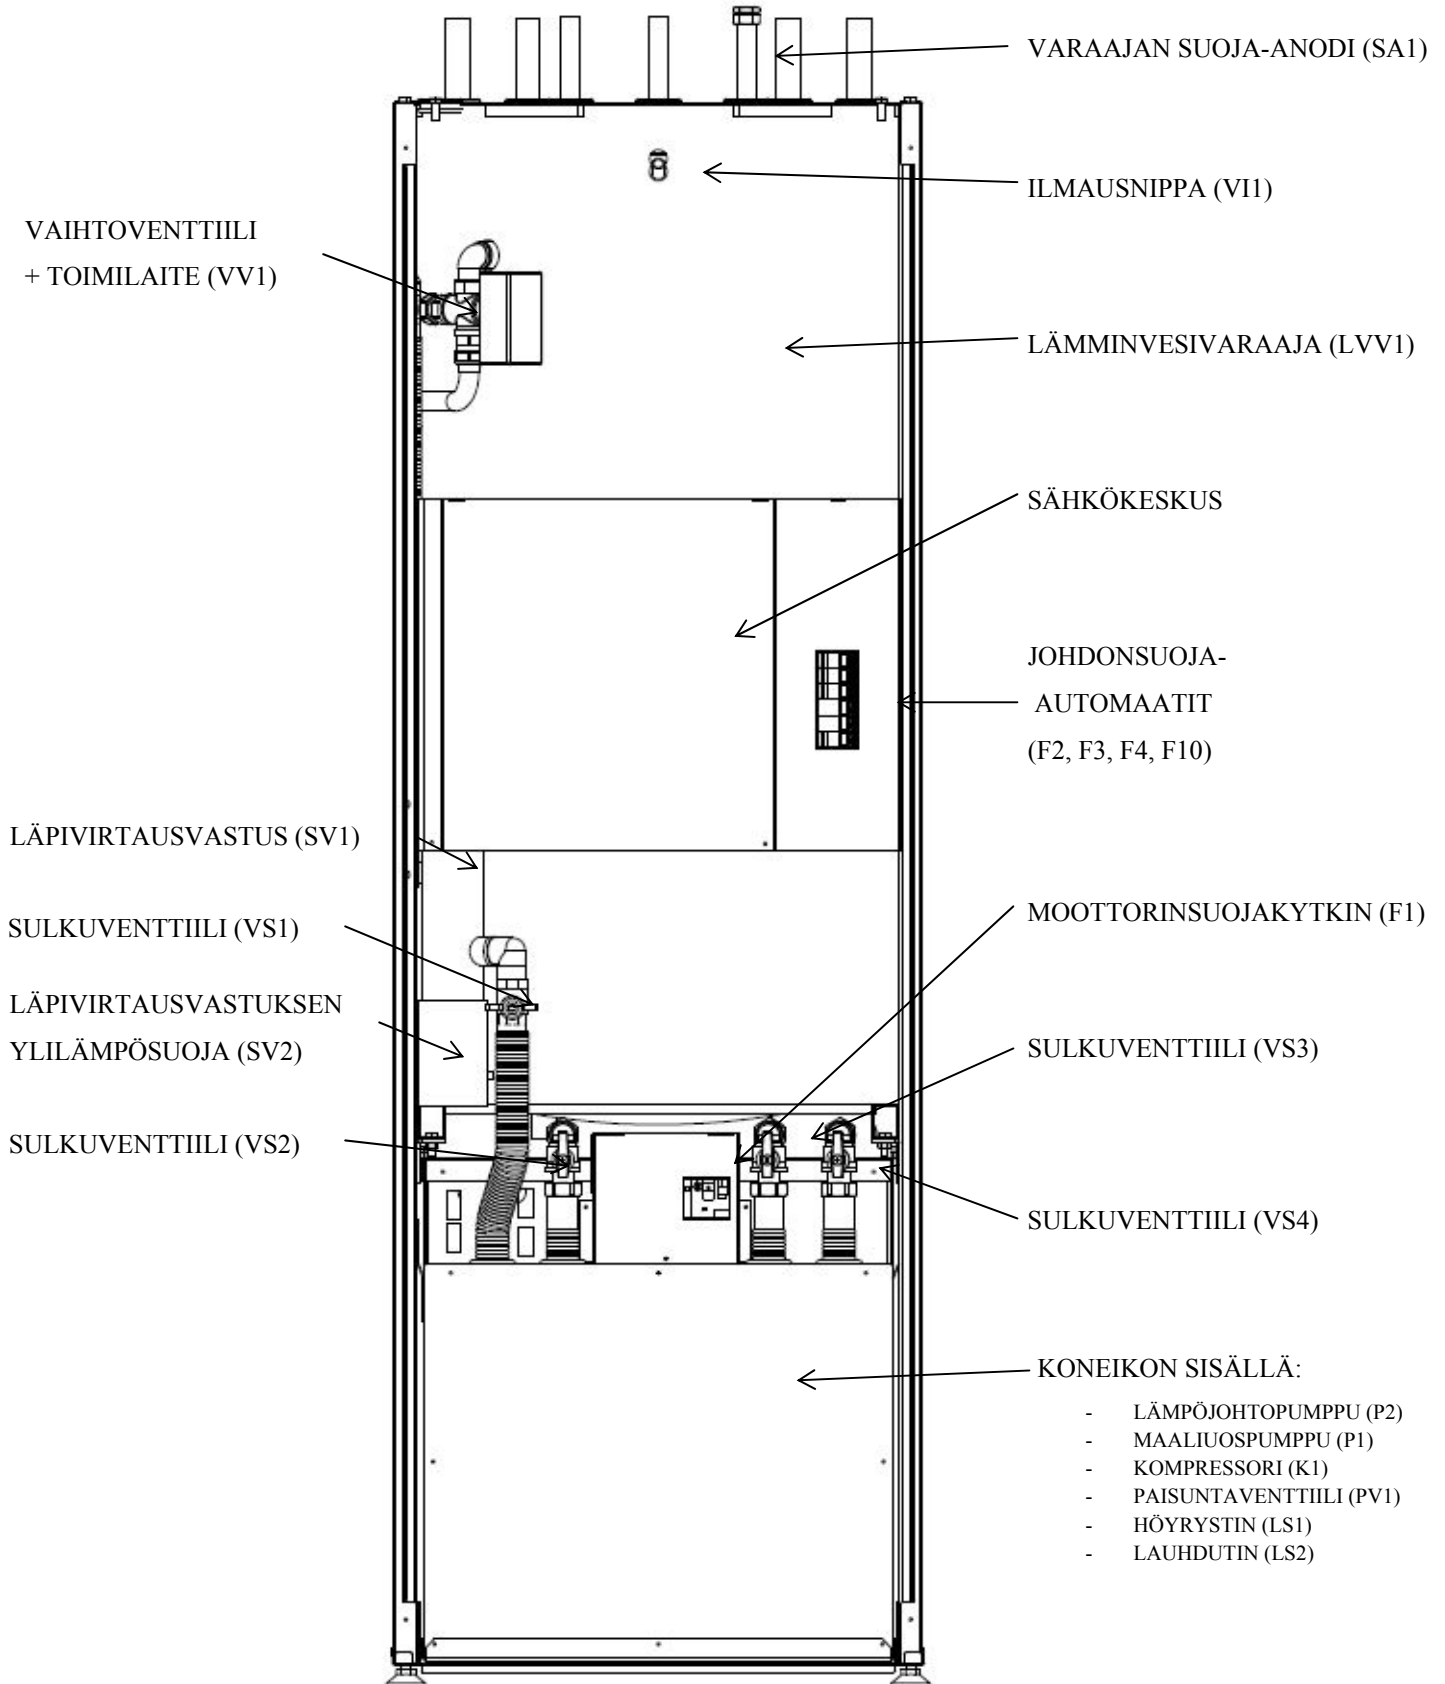 VARAAJAN SUOJA-ANODI (SA1)
ILMAUSNIPPA (VI1)
VAIHTOVENTTIILI
+ TOIMILAITE (VV1)
LÄMMINVESIVARAAJA (LVV1)
SÄHKÖKESKUS
JOHDONSUOJA-
AUTOMAATIT
(F2, F3, F4, F10)
LÄPIVIRTAUSVASTUS (SV1)
SULKUVENTTIILI (VS1)
MOOTTORINSUOJAKYTKIN (F1)
LÄPIVIRTAUSVASTUKSEN
YLILÄMPÖSUOJA (SV2)
SULKUVENTTIILI (VS3)
SULKUVENTTIILI (VS2)
SULKUVENTTIILI (VS4)
KONEIKON SISÄLLÄ:
- LÄMPÖJOHTOPUMPPU (P2)
- MAALIUOSPUMPPU (P1)
- KOMPRESSORI (K1)
- PAISUNTAVENTTIILI (PV1)
- HÖYRYSTIN (LS1)
- LAUHDUTIN (LS2)